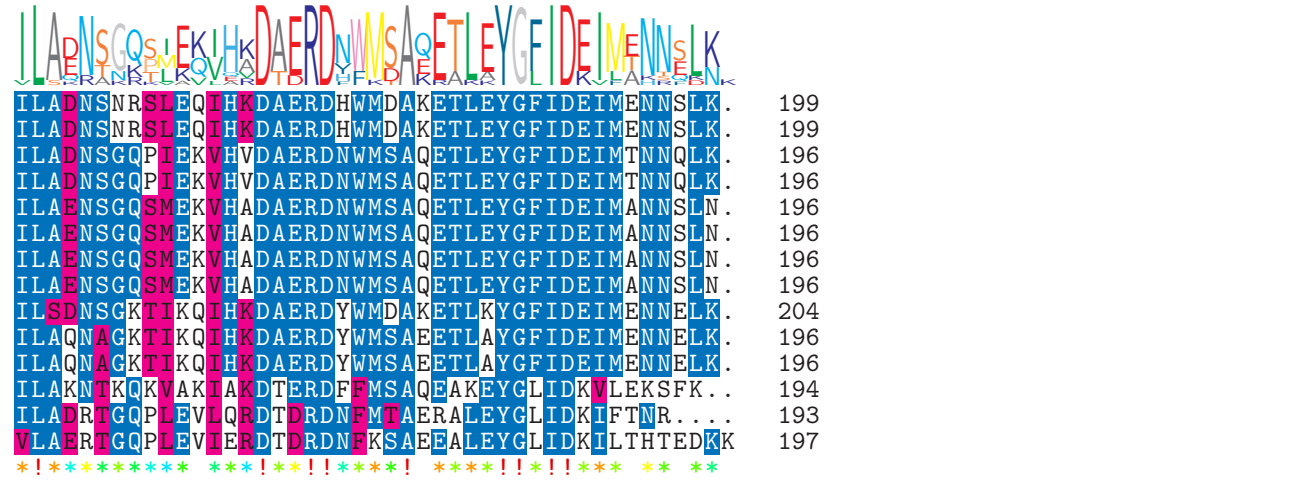 ILADNSNRSLEQIHKDAERDHWMDAKETLEYGFIDEIMENNSLK. 199
ILADNSNRSLEQIHKDAERDHWMDAKETLEYGFIDEIMENNSLK. 199
ILADNSGQPIEKVHVDAERDNWMSAQETLEYGFIDEIMTNNQLK. 196
ILADNSGQPIEKVHVDAERDNWMSAQETLEYGFIDEIMTNNQLK. 196
ILAENSGQSMEKVHADAERDNWMSAQETLEYGFIDEIMANNSLN. 196
ILAENSGQSMEKVHADAERDNWMSAQETLEYGFIDEIMANNSLN. 196
ILAENSGQSMEKVHADAERDNWMSAQETLEYGFIDEIMANNSLN. 196
ILAENSGQSMEKVHADAERDNWMSAQETLEYGFIDEIMANNSLN. 196
ILSDNSGKTIKQIHKDAERDYWMDAKETLKYGFIDEIMENNELK. 204
ILAQNAGKTIKQIHKDAERDYWMSAEETLAYGFIDEIMENNELK. 196
ILAQNAGKTIKQIHKDAERDYWMSAEETLAYGFIDEIMENNELK. 196
ILAKNTKQKVAKIAKDTERDFFMSAQEAKEYGLIDKVLEKSFK.. 194
ILADRTGQPLEVLQRDTDRDNFMTAERALEYGLIDKIFTNR.... 193
VLAERTGQPLEVIERDTDRDNFKSAEEALEYGLIDKILTHTEDKK 197
*!********* ***!**!!****! ****!!*!!**** ** **